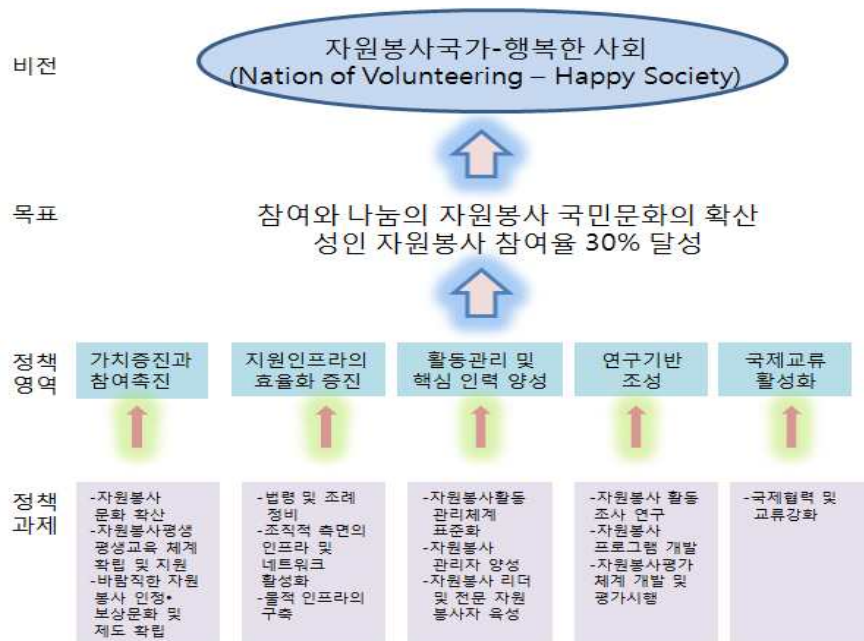 비전
자원봉사국가-행복한 사회
(Nation of Volunteering – Happy Society)
목표
참여와 나눔의 자원봉사 국민문화의 확산
성인 자원봉사 참여율 30% 달성
정책
영역
가치증진과
참여촉진
지원인프라의
효율화 증진
활동관리 및
핵심 인력 양성
연구기반
조성
국제교류
활성화
정책
과제
-자원봉사
문화 확산
-자원봉사평생
평생교육 체계
확립 및 지원
-바람직한 자원
봉사 인정•
보상문화 및
제도 확립
-법령 및 조례
정비
-조직적 측면의
인프라 및
네트워크
활성화
-물적 인프라의
구축
-자원봉사활동
관리체계
표준화
-자원봉사
관리자 양성
-자원봉사 리더
및 전문 자원
봉사자 육성
-자원봉사 활동
조사 연구
-자원봉사
프로그램 개발
-자원봉사평가
체계 개발 및
평가시행
-국제협력 및
교류강화